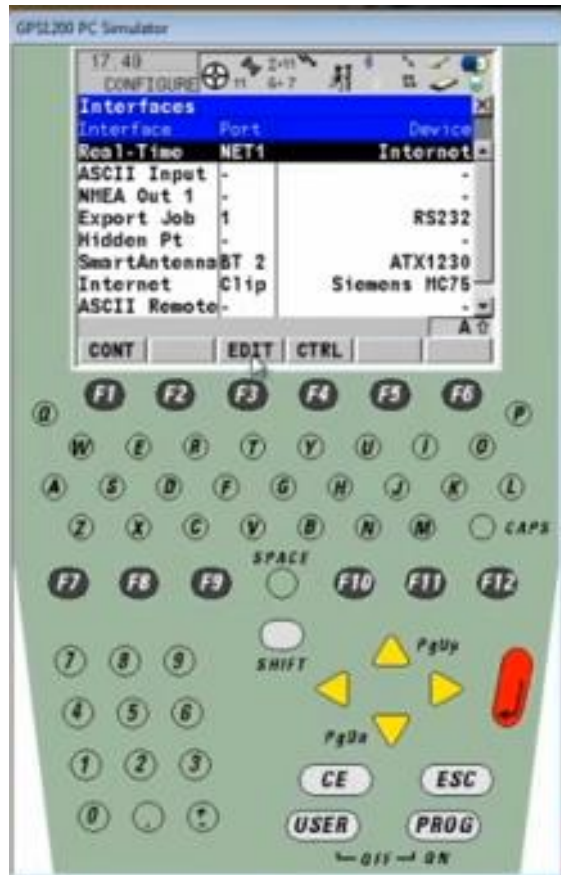 GPS1200 PC Simulator
17:40
CONFIGURE 11 6+7
Interfaces
Interface Port Device
Real-Time NET1 Internet
ASCII Input - -
NMEA Out 1 - -
Export Job 1 RS232
Hidden Pt - -
SmartAntenna BT 2 ATX1230
Internet Clip Siemens MC75
ASCII Remote - -
A
CONT EDIT CTRL
F1 F2 F3 F4 F5 F6
Q P
W E R T Y U I O
A S D F G H J K L
Z X C V B N M CAPS
SPACE
F7 F8 F9 F10 F11 F12
7 8 9 SHIFT PgUp
4 5 6
PgDn
1 2 3
CE ESC
0 . ±
USER PROG
OFF ON